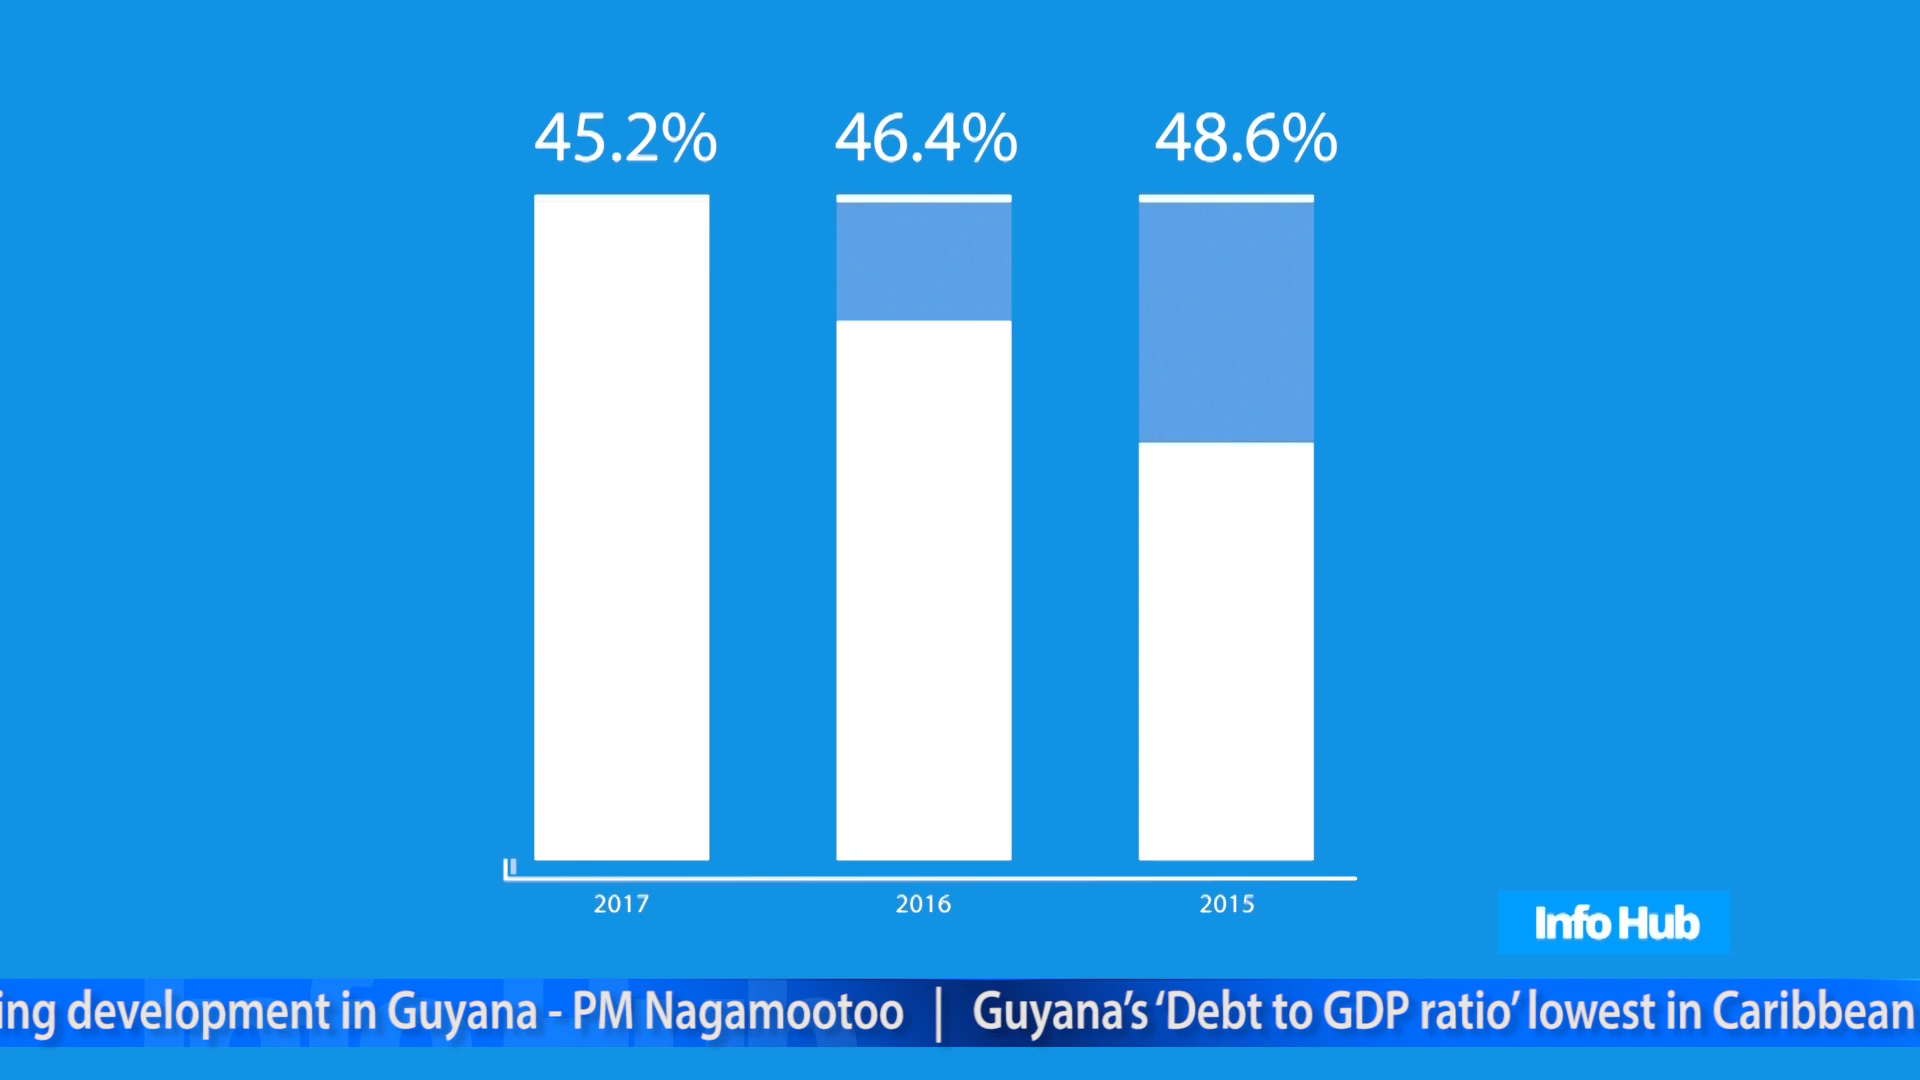 45.2% 46.4% 48.6%
2017 2016 2015
Info Hub
ing development in Guyana - PM Nagamootoo | Guyana's 'Debt to GDP ratio' lowest in Caribbean